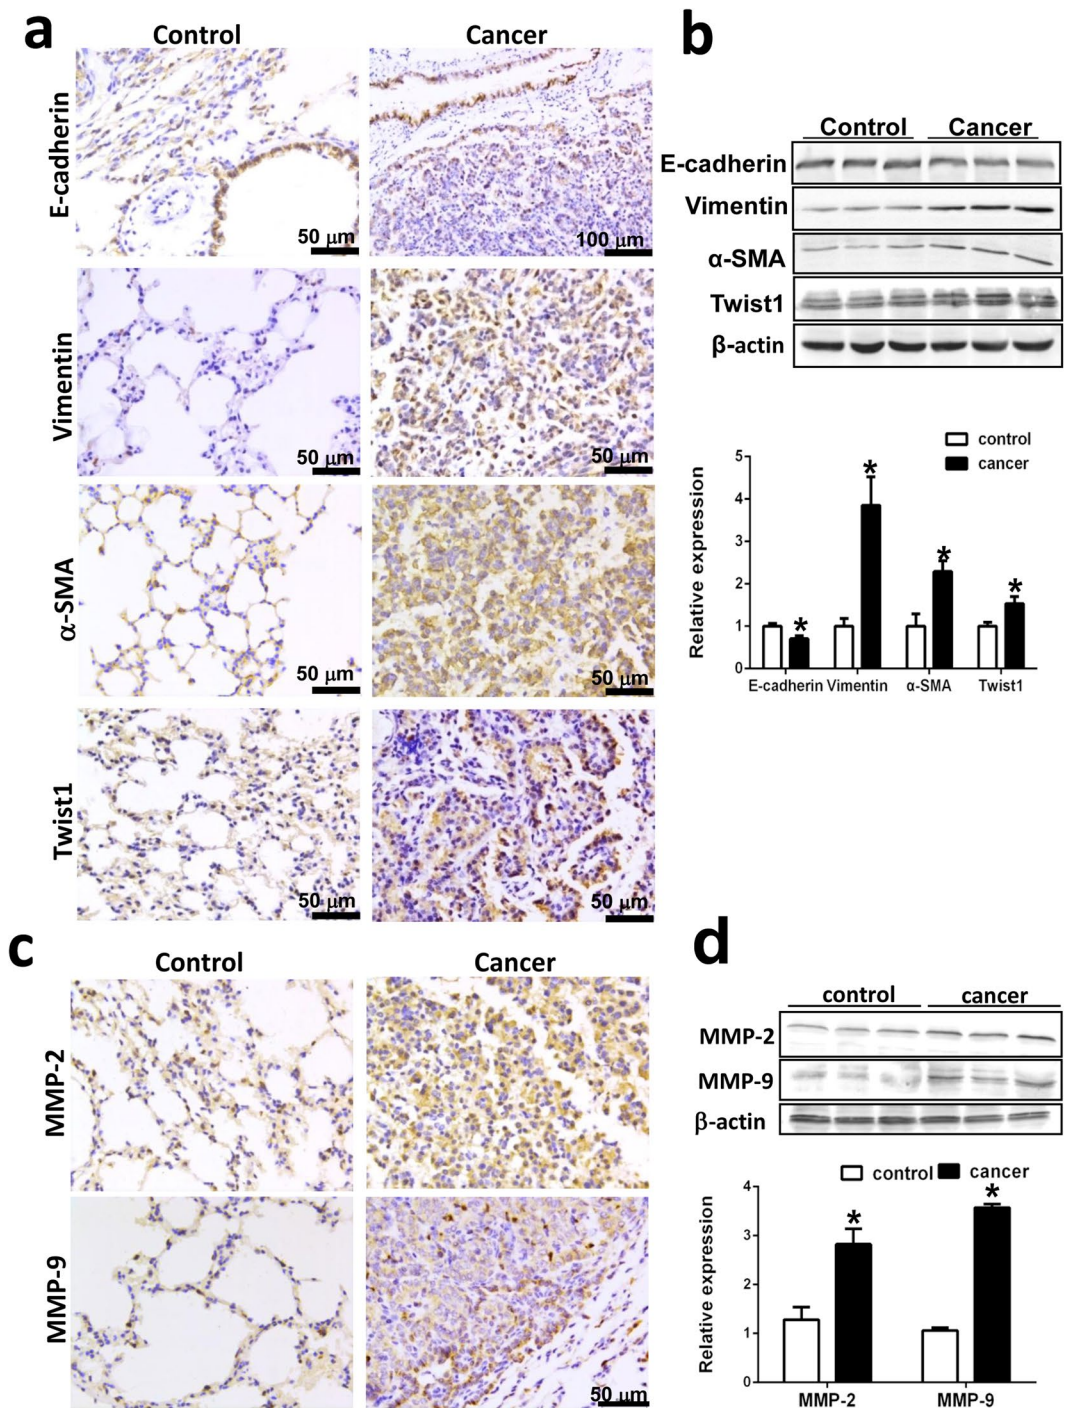 a
Control
Cancer
E-cadherin
50 μm
100 μm
Vimentin
50 μm
50 μm
α-SMA
50 μm
50 μm
Twist1
50 μm
50 μm
b
Control
Cancer
E-cadherin
Vimentin
α-SMA
Twist1
β-actin
control
cancer
Relative expression
5
4
3
2
1
0
*
*
*
*
E-cadherin
Vimentin
α-SMA
Twist1
c
Control
Cancer
MMP-2
MMP-9
50 μm
d
control
cancer
MMP-2
MMP-9
β-actin
control
cancer
Relative expression
4
3
2
1
0
*
*
MMP-2
MMP-9